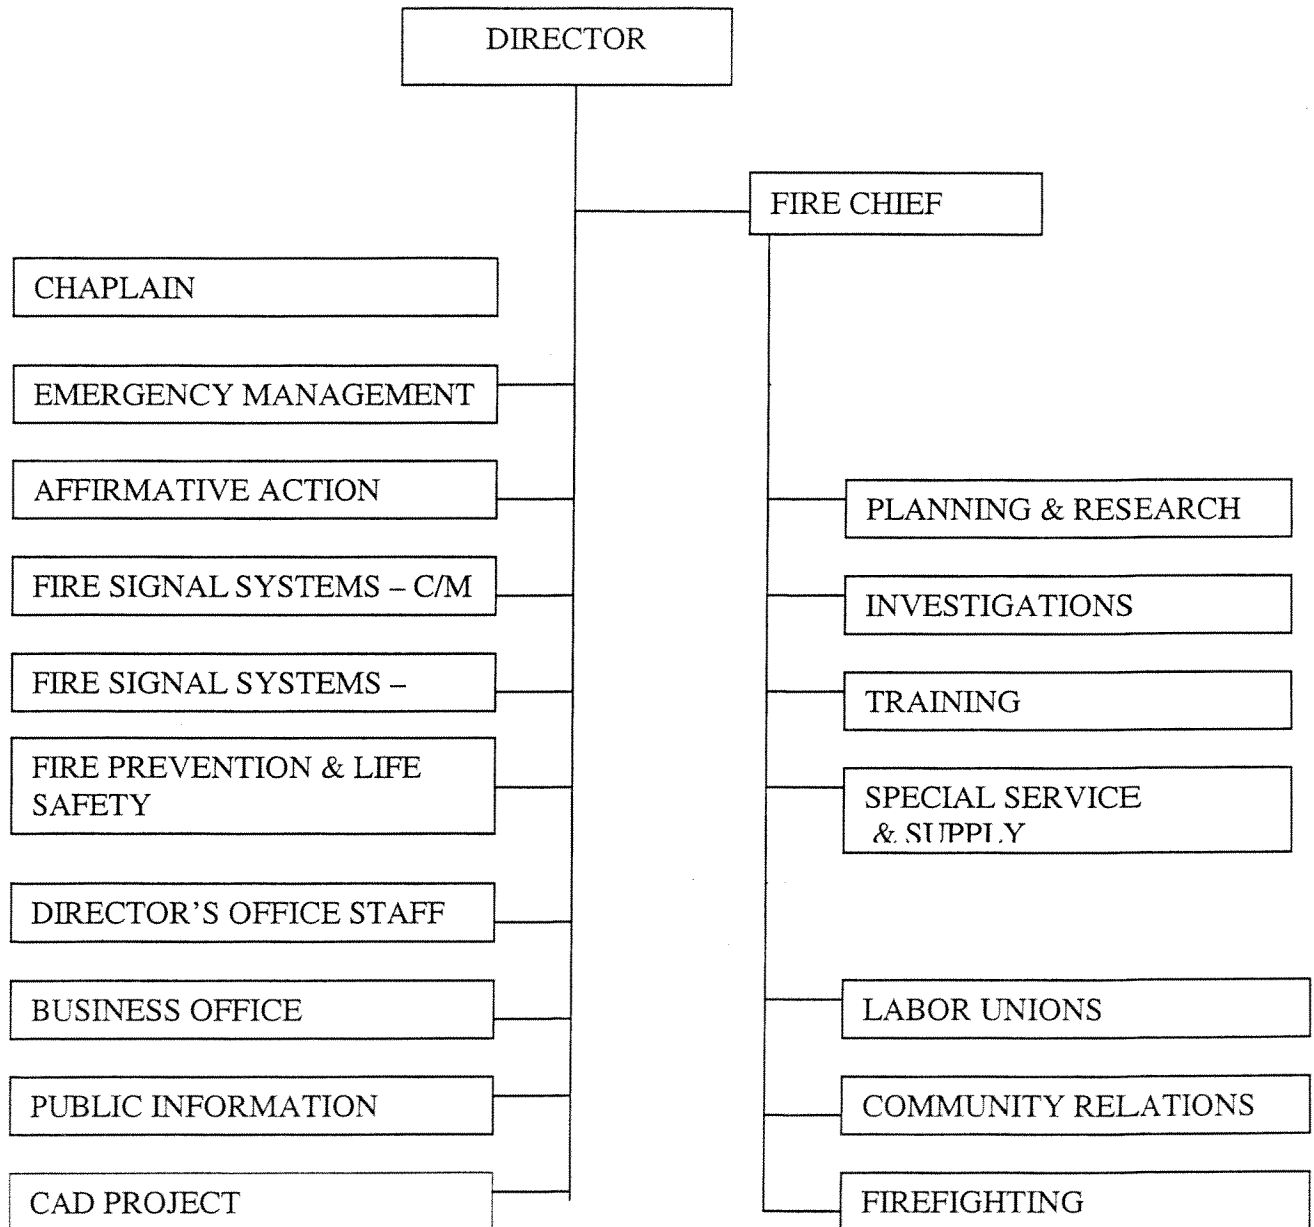 DIRECTOR
FIRE CHIEF
CHAPLAIN
EMERGENCY MANAGEMENT
AFFIRMATIVE ACTION
FIRE SIGNAL SYSTEMS – C/M
FIRE SIGNAL SYSTEMS –
FIRE PREVENTION & LIFE
SAFETY
DIRECTOR'S OFFICE STAFF
BUSINESS OFFICE
PUBLIC INFORMATION
CAD PROJECT
PLANNING & RESEARCH
INVESTIGATIONS
TRAINING
SPECIAL SERVICE
& SUPPLY
LABOR UNIONS
COMMUNITY RELATIONS
FIREFIGHTING